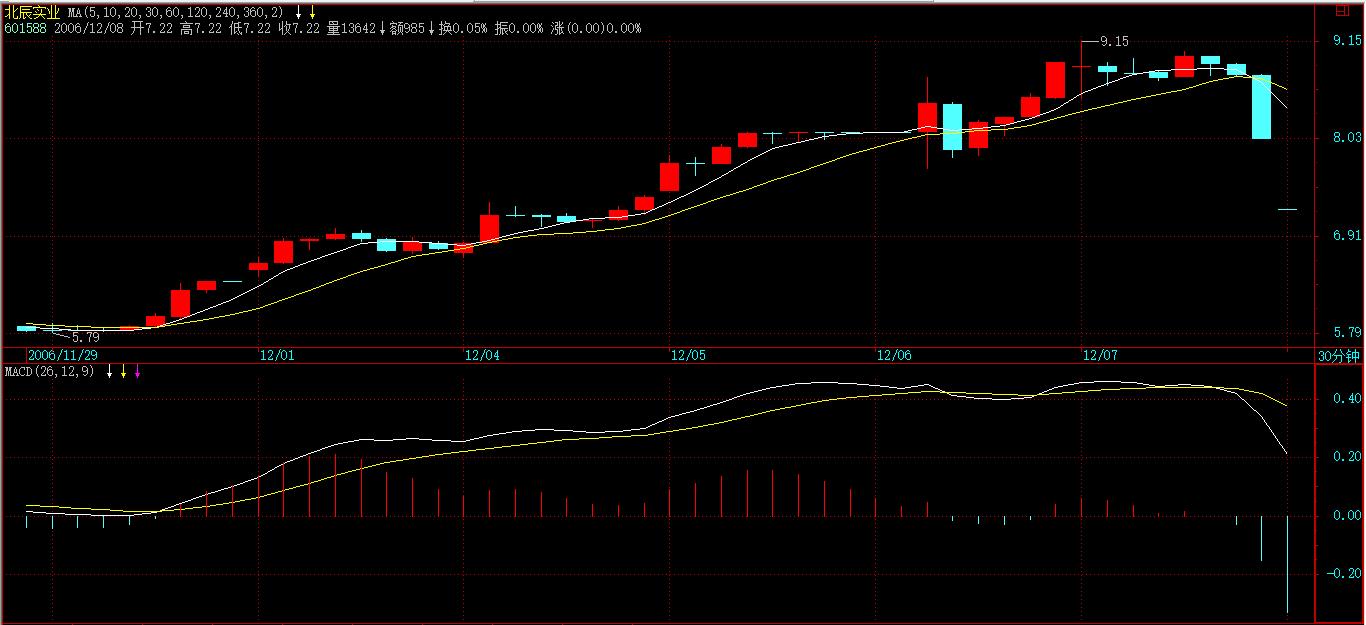 北辰实业 MA(5,10,20,30,60,120,240,360,2) ↓ ↓
601588 2006/12/08 开7.22 高7.22 低7.22 收7.22 量13642↓额985↓换0.05% 振0.00% 涨(0.00)0.00%
9.15
9.15
8.03
6.91
5.79
5.79
2006/11/29 12/01 12/04 12/05 12/06 12/07 30分钟
MACD(26,12,9) ↓ ↓ ↓
0.40
0.20
0.00
-0.20